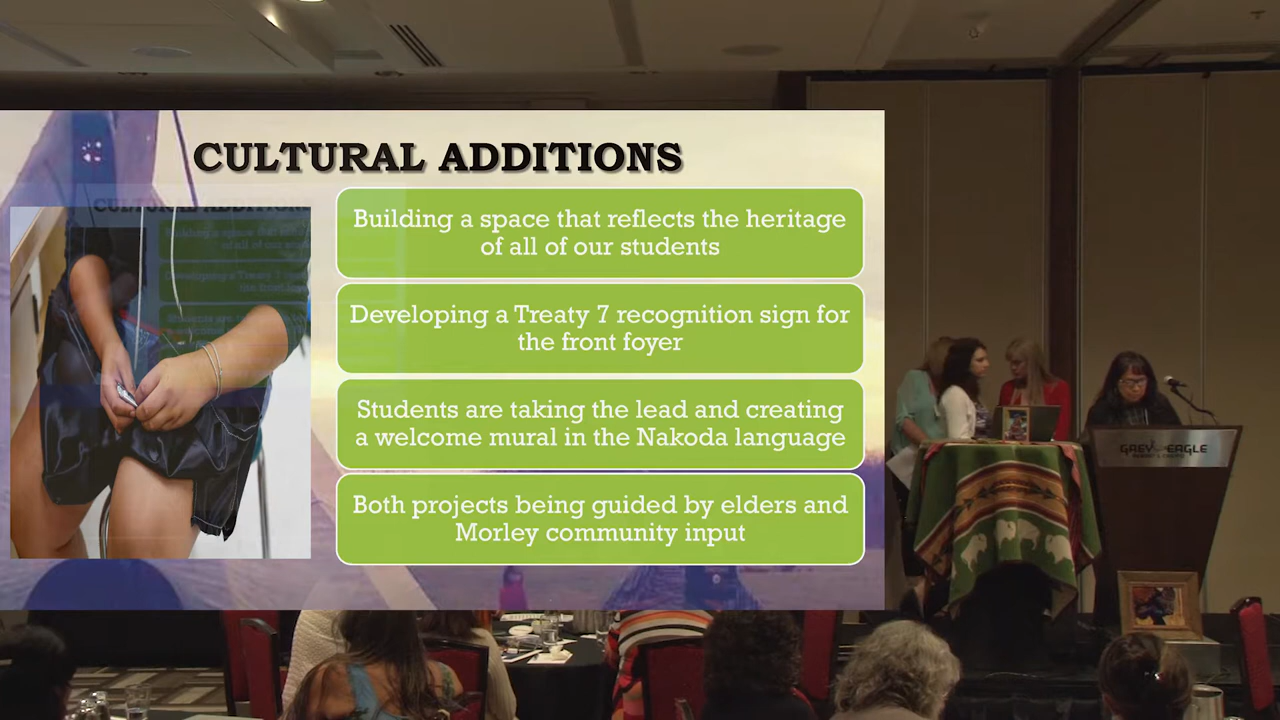 CULTURAL ADDITIONS
Building a space that reflects the heritage
of all of our students
Developing a Treaty 7 recognition sign for
the front foyer
Students are taking the lead and creating
a welcome mural in the Nakoda language
Both projects being guided by elders and
Morley community input
GREY EAGLE